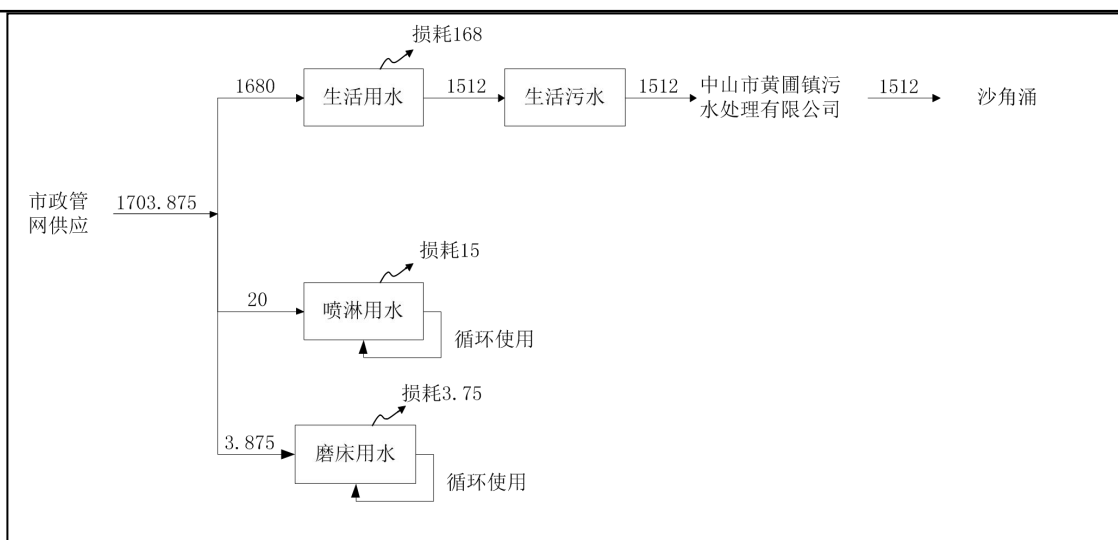 损耗168
1680
生活用水
1512
生活污水
1512
中山市黄圃镇污
水处理有限公司
1512
沙角涌
市政管
网供应
1703.875
损耗15
20
喷淋用水
循环使用
损耗3.75
3.875
磨床用水
循环使用